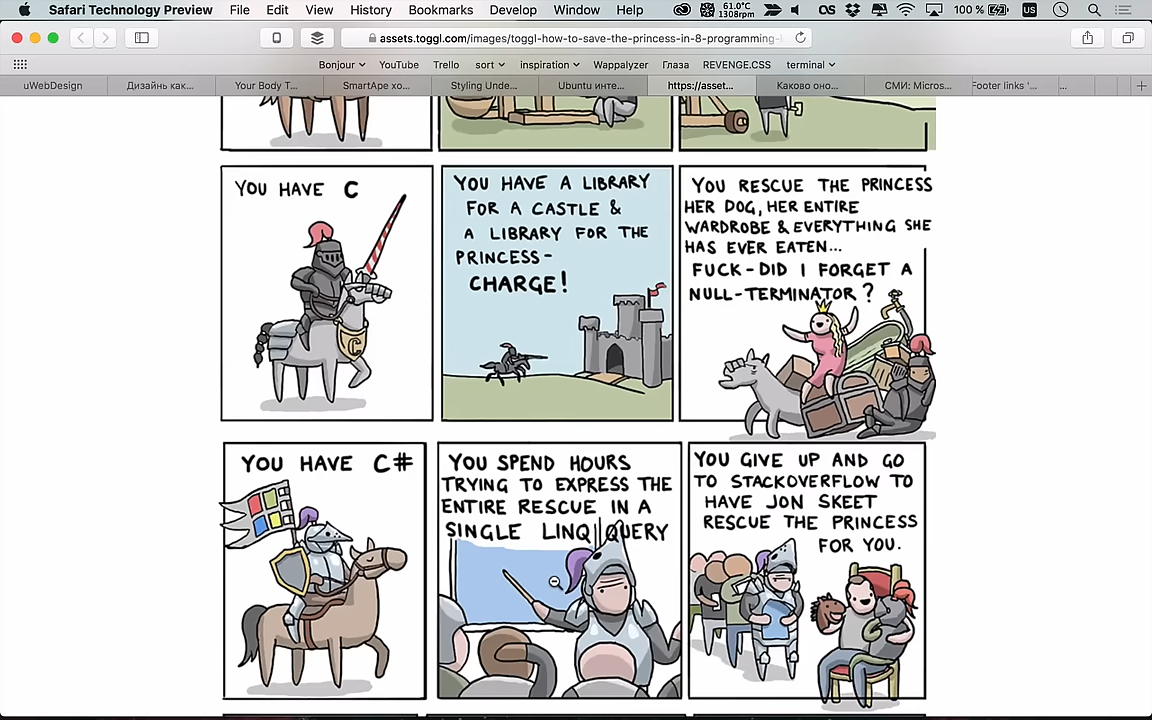 Safari Technology Preview File Edit View History Bookmarks Develop Window Help 61.0°C 1308rpm OS 100 % US
assets.toggl.com/images/toggl-how-to-save-the-princess-in-8-programming-
Bonjour YouTube Trello sort inspiration Wappalyzer Глаза REVENGE.CSS terminal
uWebDesign Дизайнь как... Your Body T... SmartApe хо... Styling Unde... Ubuntu инте... https://asset... Каково оно... СМИ: Micros... Footer links '... ...
YOU HAVE C
YOU HAVE A LIBRARY
FOR A CASTLE &
A LIBRARY FOR THE
PRINCESS-
CHARGE!
YOU RESCUE THE PRINCESS
HER DOG, HER ENTIRE
WARDROBE & EVERYTHING SHE
HAS EVER EATEN...
FUCK-DID I FORGET A
NULL-TERMINATOR?
C
YOU HAVE C#
YOU SPEND HOURS
TRYING TO EXPRESS THE
ENTIRE RESCUE IN A
SINGLE LINQ QUERY
YOU GIVE UP AND GO
TO STACKOVERFLOW TO
HAVE JON SKEET
RESCUE THE PRINCESS
FOR YOU.